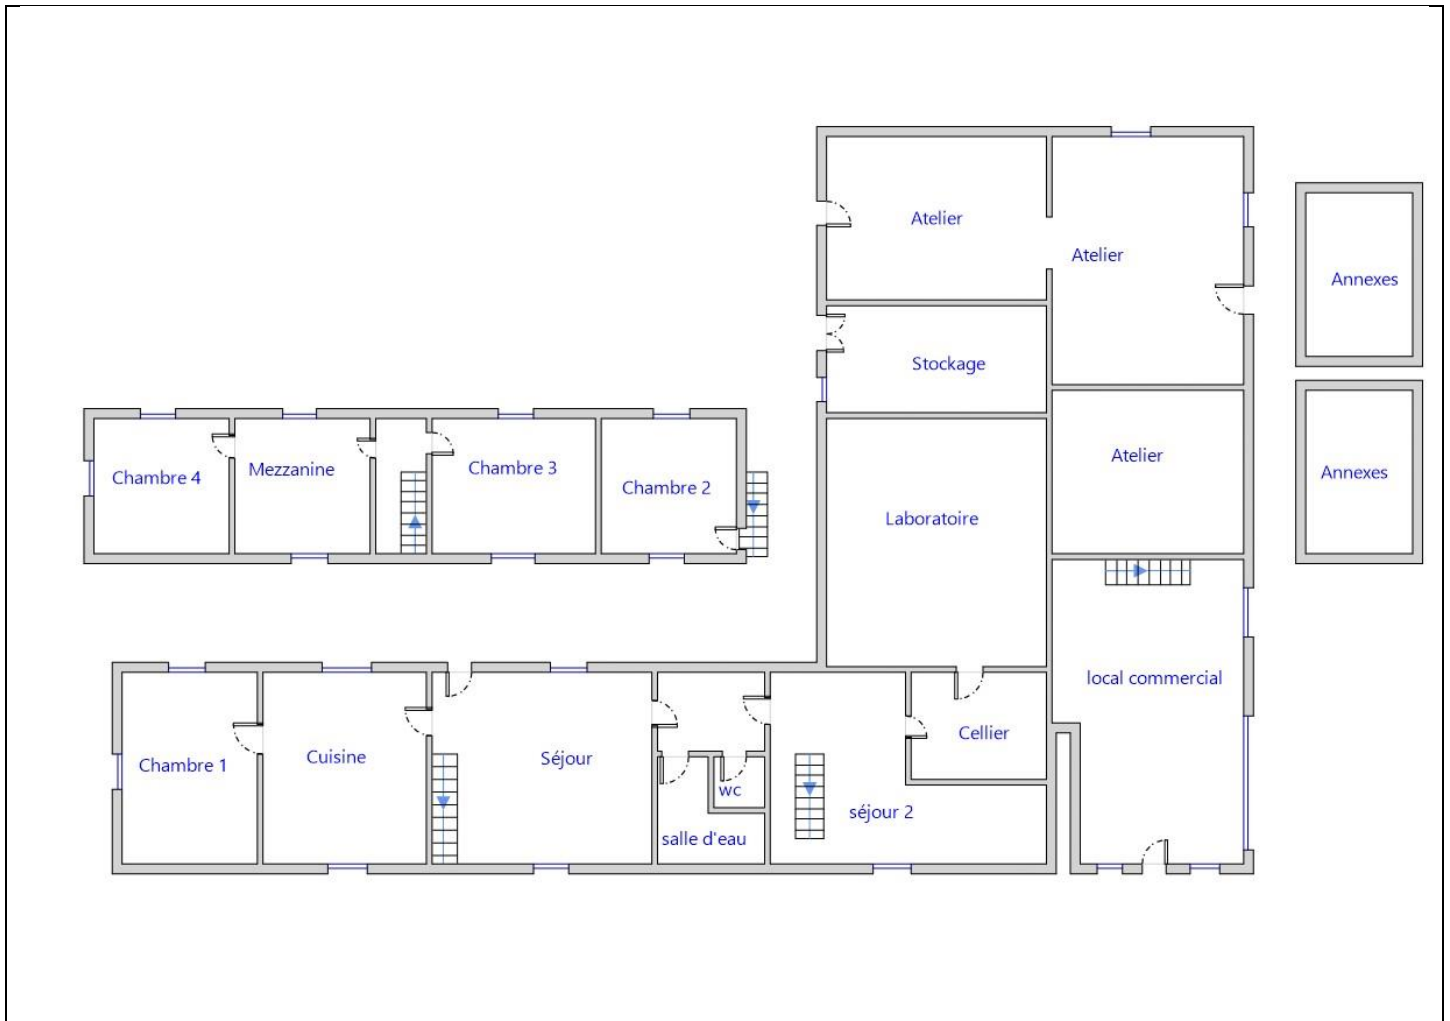 Atelier
Atelier
Annexes
Stockage
Chambre 4
Mezzanine
Chambre 3
Chambre 2
Atelier
Annexes
Laboratoire
local commercial
Chambre 1
Cuisine
Séjour
Cellier
wc
salle d'eau
séjour 2